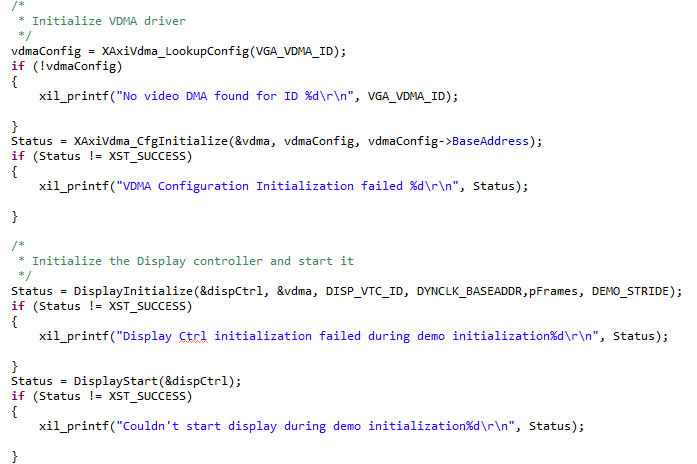 /*
 * Initialize VDMA driver
 */
vdmaConfig = XAxiVdma_LookupConfig(VGA_VDMA_ID);
if (!vdmaConfig)
{
    xil_printf("No video DMA found for ID %d\r\n", VGA_VDMA_ID);

}
Status = XAxiVdma_CfgInitialize(&vdma, vdmaConfig, vdmaConfig->BaseAddress);
if (Status != XST_SUCCESS)
{
    xil_printf("VDMA Configuration Initialization failed %d\r\n", Status);

}

/*
 * Initialize the Display controller and start it
 */
Status = DisplayInitialize(&dispCtrl, &vdma, DISP_VTC_ID, DYNCLK_BASEADDR,pFrames, DEMO_STRIDE);
if (Status != XST_SUCCESS)
{
    xil_printf("Display Ctrl initialization failed during demo initialization%d\r\n", Status);

}
Status = DisplayStart(&dispCtrl);
if (Status != XST_SUCCESS)
{
    xil_printf("Couldn't start display during demo initialization%d\r\n", Status);

}